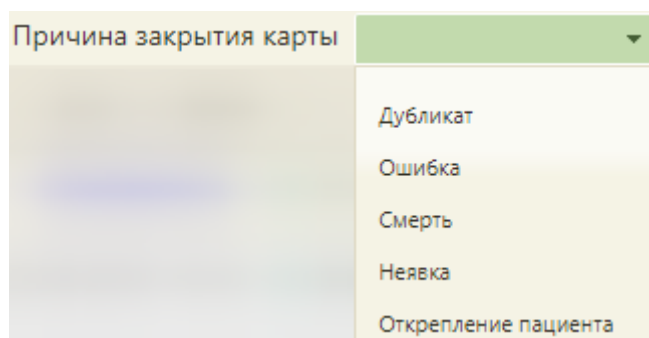 Причина закрытия карты
Дубликат
Ошибка
Смерть
Неявка
Открепление пациента